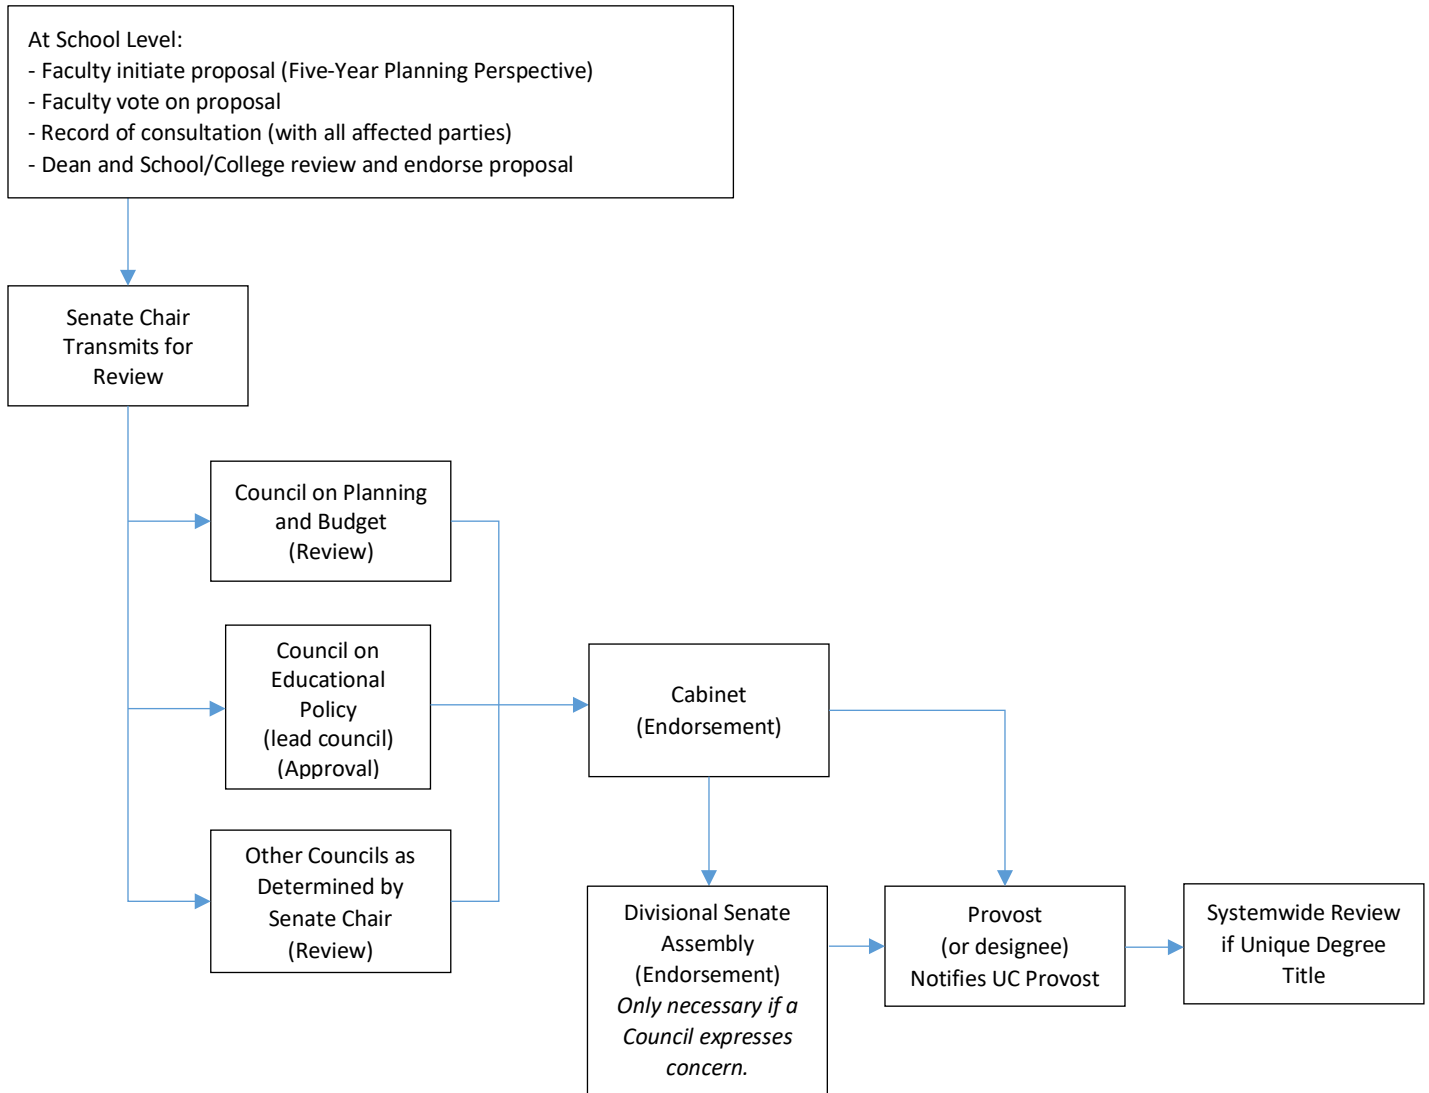 At School Level:
- Faculty initiate proposal (Five-Year Planning Perspective)
- Faculty vote on proposal
- Record of consultation (with all affected parties)
- Dean and School/College review and endorse proposal
Senate Chair
Transmits for
Review
Council on Planning
and Budget
(Review)
Council on
Educational
Policy
(lead council)
(Approval)
Other Councils as
Determined by
Senate Chair
(Review)
Cabinet
(Endorsement)
Divisional Senate
Assembly
(Endorsement)
Only necessary if a
Council expresses
concern.
Provost
(or designee)
Notifies UC Provost
Systemwide Review
if Unique Degree
Title